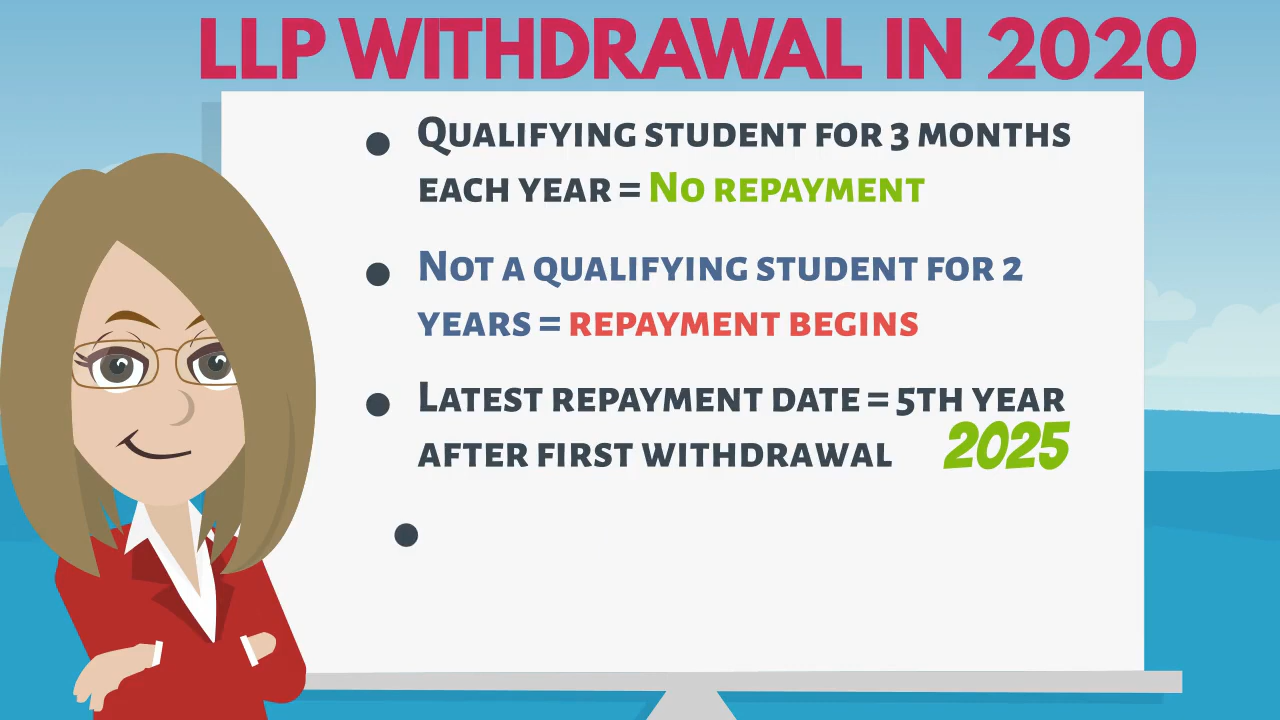 LLP WITHDRAWAL IN 2020
Qualifying student for 3 months
each year = No repayment
Not a qualifying student for 2
years = repayment begins
Latest repayment date = 5th year
after first withdrawal 2025